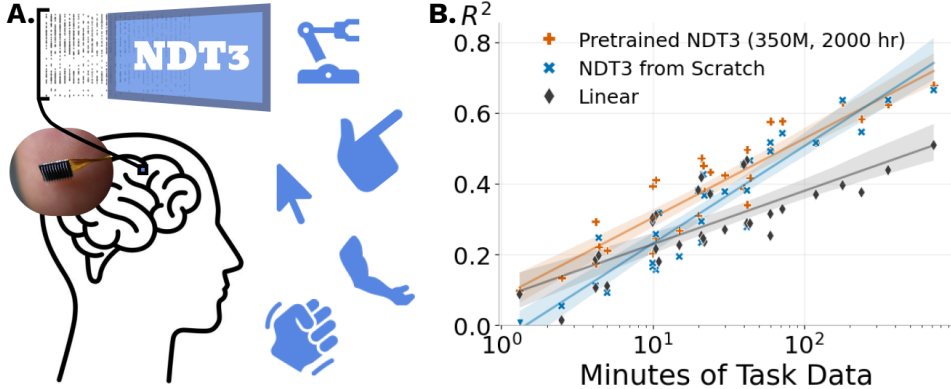 A.
NDT3
B.
R²
0.8
0.6
0.4
0.2
0.0
Pretrained NDT3 (350M, 2000 hr)
NDT3 from Scratch
Linear
10⁰
10¹
10²
Minutes of Task Data